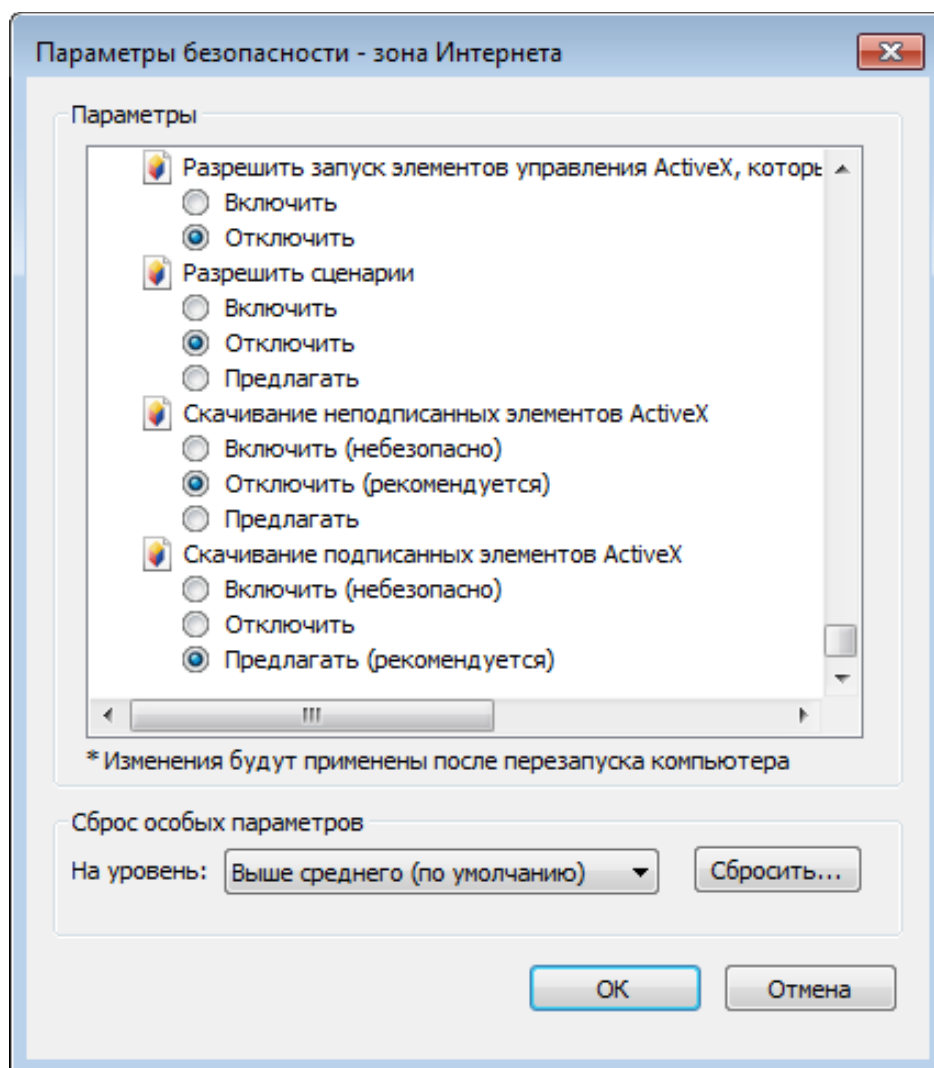 Параметры безопасности - зона Интернета
Параметры
Разрешить запуск элементов управления ActiveX, которы
Включить
Отключить
Разрешить сценарии
Включить
Отключить
Предлагать
Скачивание неподписанных элементов ActiveX
Включить (небезопасно)
Отключить (рекомендуется)
Предлагать
Скачивание подписанных элементов ActiveX
Включить (небезопасно)
Отключить
Предлагать (рекомендуется)
* Изменения будут применены после перезапуска компьютера
Сброс особых параметров
На уровень: Выше среднего (по умолчанию) Сбросить...
ОК Отмена